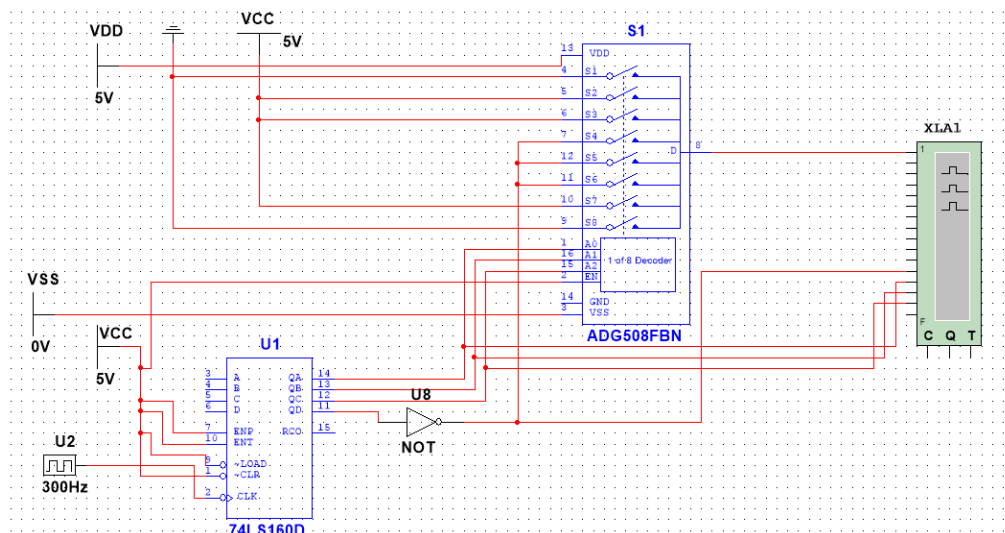 VDD
5V
VCC
5V
S1
13 VDD
4 S1
5 S2
6 S3
7 S4
12 S5
11 S6
10 S7
9 S8
D 8
1 A0
16 A1
15 A2
2 EN
1 of 8 Decoder
14 GND
3 VSS
ADG508FBN
XLA1
1
F
C Q T
VSS
0V
VCC
5V
U1
3 A QA 14
4 B QB 13
5 C QC 12
6 D QD 11
7 ENP RCO 15
10 ENT
9 ~LOAD
1 ~CLR
2 CLK
74LS160D
U8
NOT
U2
300Hz